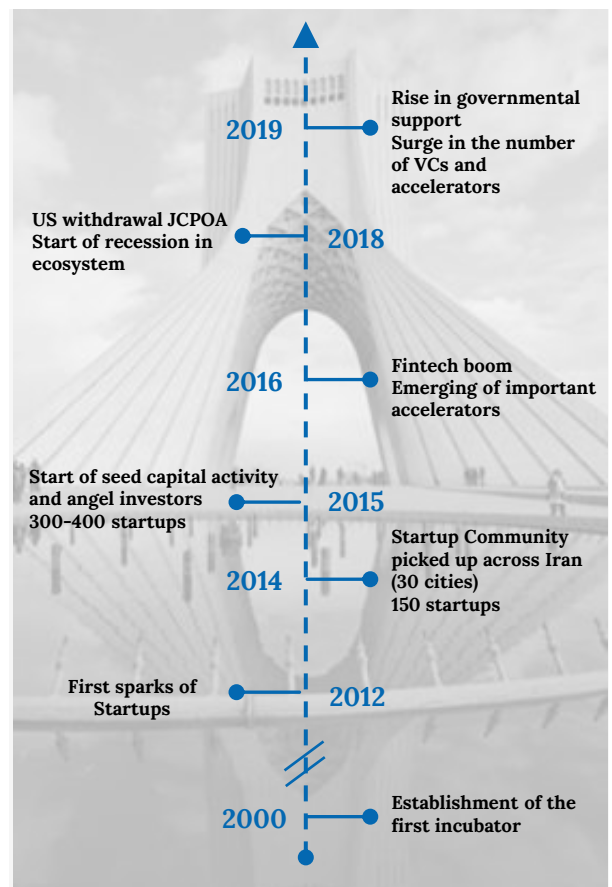 2019
Rise in governmental
support
Surge in the number
of VCs and
accelerators
US withdrawal JCPOA
Start of recession in
ecosystem
2018
2016
Fintech boom
Emerging of important
accelerators
Start of seed capital activity
and angel investors
300-400 startups
2015
2014
Startup Community
picked up across Iran
(30 cities)
150 startups
First sparks of
Startups
2012
2000
Establishment of the
first incubator